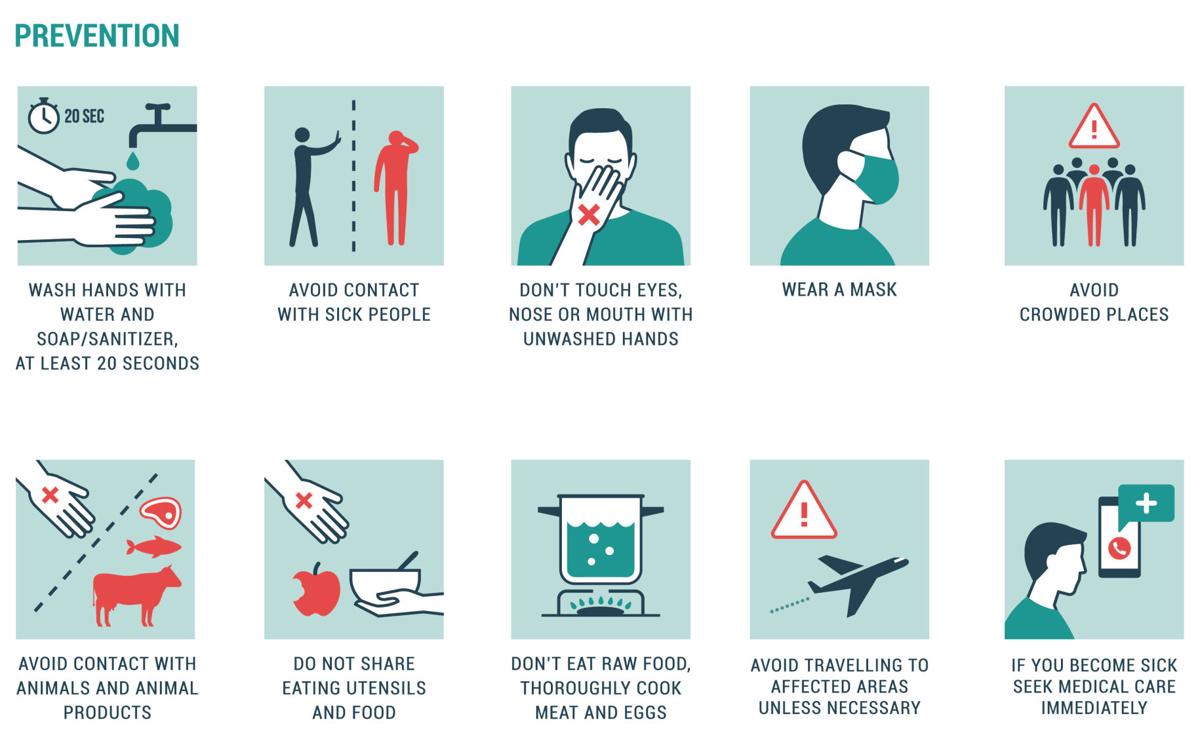 PREVENTION
20 SEC
WASH HANDS WITH
WATER AND
SOAP/SANITIZER,
AT LEAST 20 SECONDS
AVOID CONTACT
WITH SICK PEOPLE
DON'T TOUCH EYES,
NOSE OR MOUTH WITH
UNWASHED HANDS
WEAR A MASK
!
AVOID
CROWDED PLACES
AVOID CONTACT WITH
ANIMALS AND ANIMAL
PRODUCTS
DO NOT SHARE
EATING UTENSILS
AND FOOD
DON'T EAT RAW FOOD,
THOROUGHLY COOK
MEAT AND EGGS
!
AVOID TRAVELLING TO
AFFECTED AREAS
UNLESS NECESSARY
IF YOU BECOME SICK
SEEK MEDICAL CARE
IMMEDIATELY